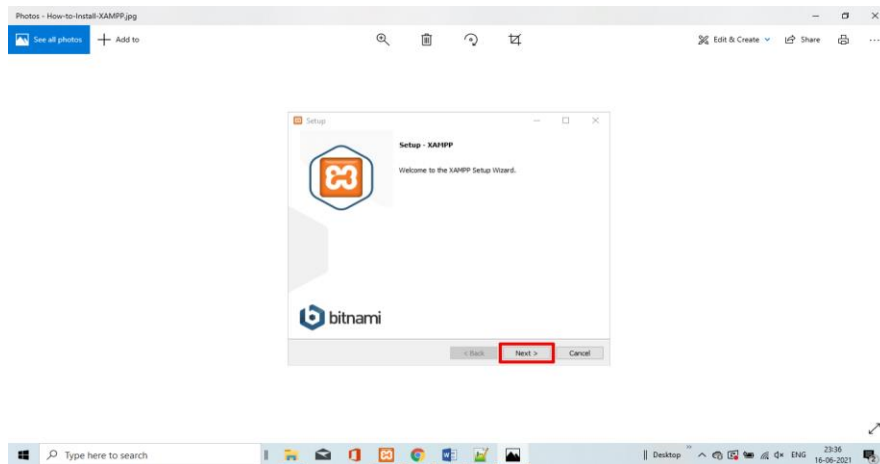 Photos - How-to-Install-XAMPP.jpg
See all photos + Add to Edit & Create Share
Setup
Setup - XAMPP
Welcome to the XAMPP Setup Wizard.
bitnami
< Back Next > Cancel
Type here to search Desktop ENG 23:36
16-06-2021